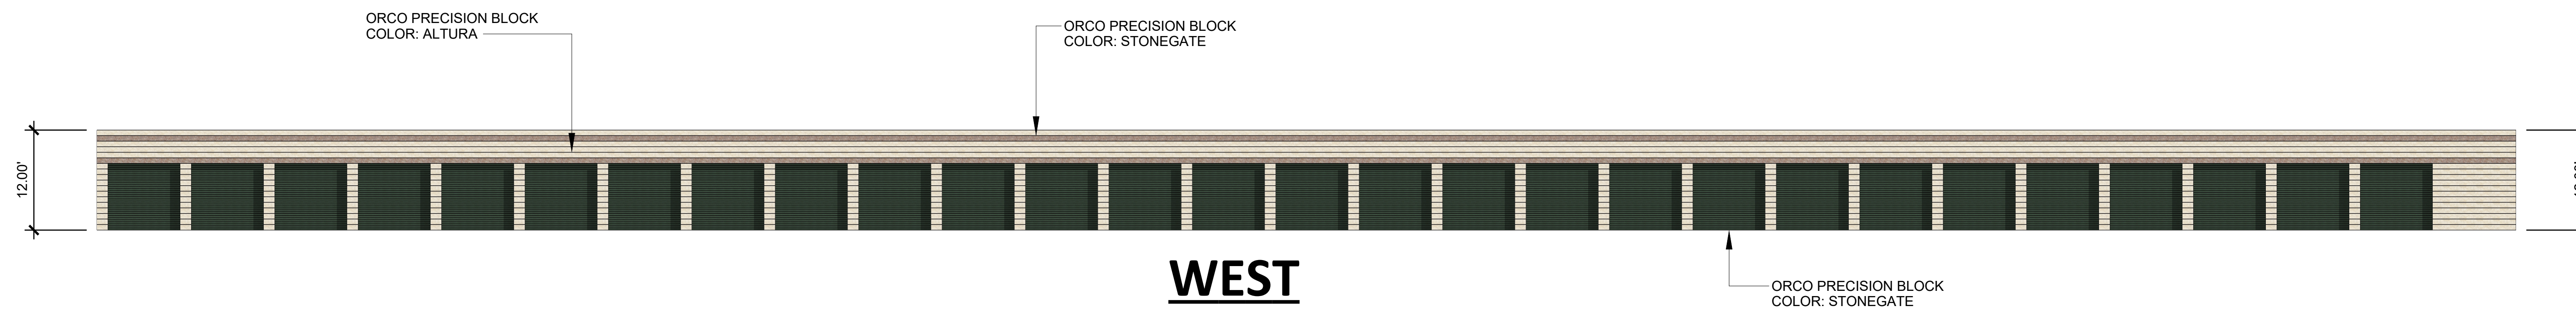 ORCO PRECISION BLOCK
COLOR: ALTURA
ORCO PRECISION BLOCK
COLOR: STONEGATE
12.00'
WEST
ORCO PRECISION BLOCK
COLOR: STONEGATE